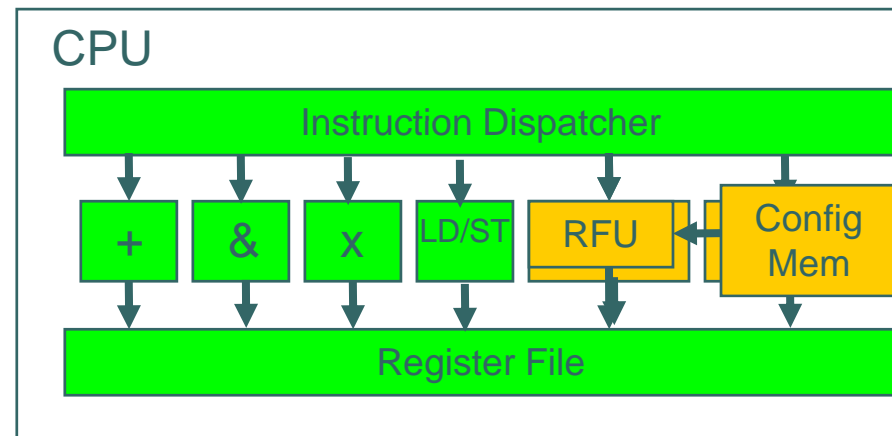 CPU
Instruction Dispatcher
+
&
x
LD/ST
RFU
Config
Mem
Register File